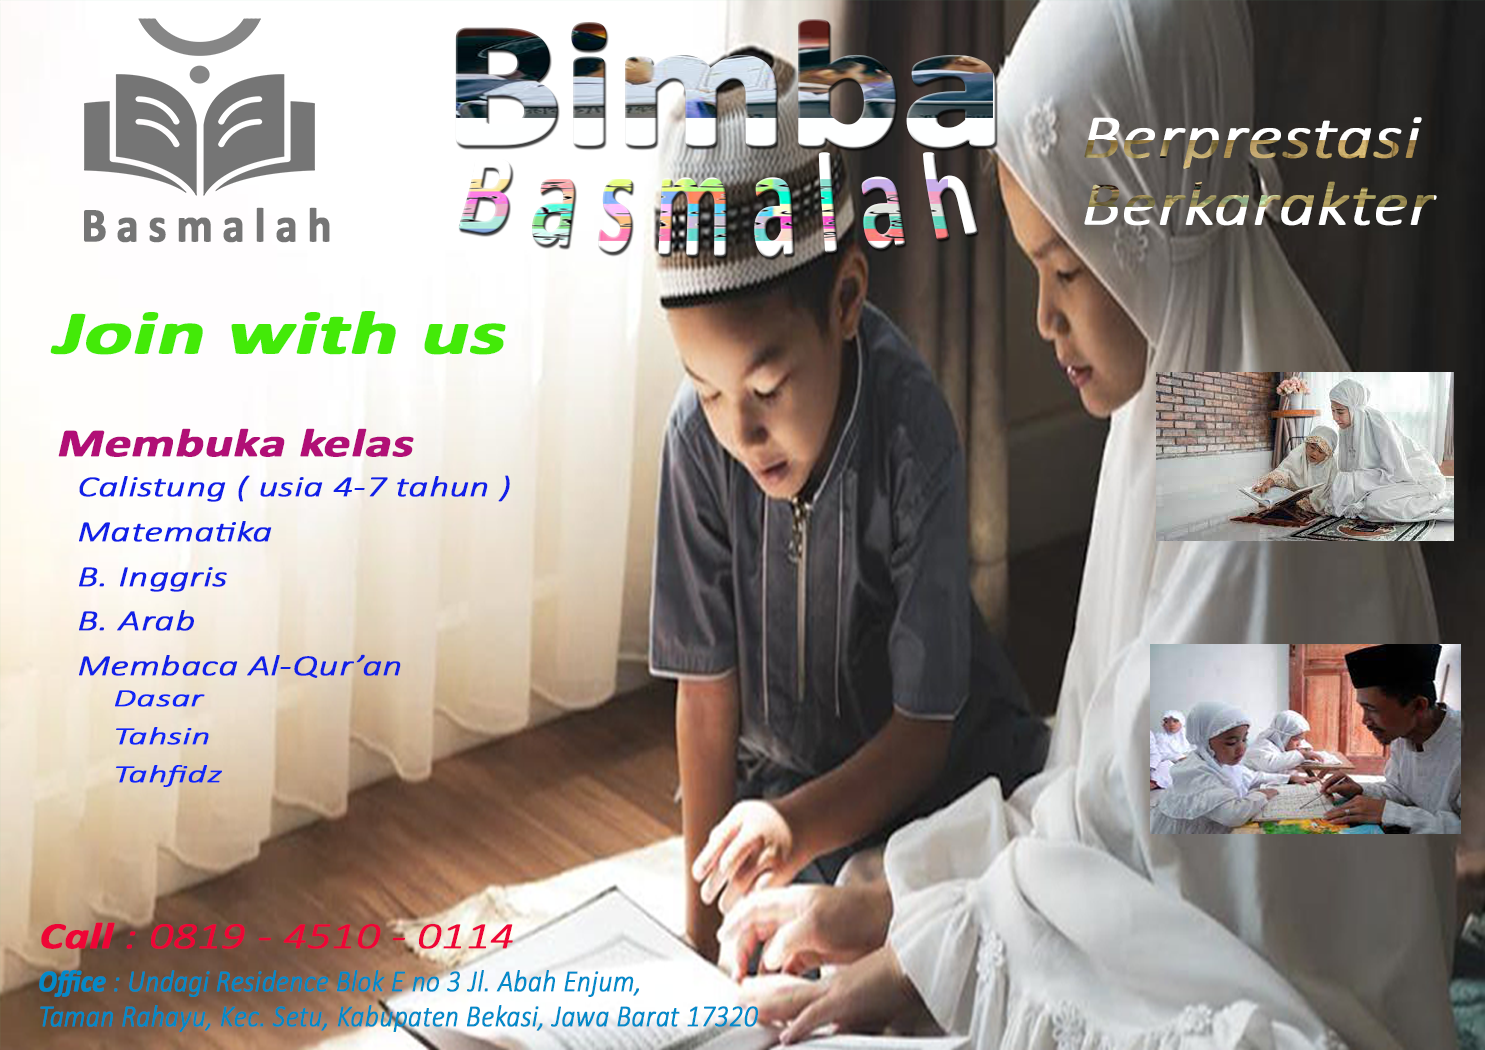 Basmalah
Bimba
Basmalah
Berprestasi
Berkarakter
Join with us
Membuka kelas
Calistung ( usia 4-7 tahun )
Matematika
B. Inggris
B. Arab
Membaca Al-Qur’an
Dasar
Tahsin
Tahfidz
Call : 0819 - 4510 - 0114
Office : Undagi Residence Blok E no 3 Jl. Abah Enjum,
Taman Rahayu, Kec. Setu, Kabupaten Bekasi, Jawa Barat 17320